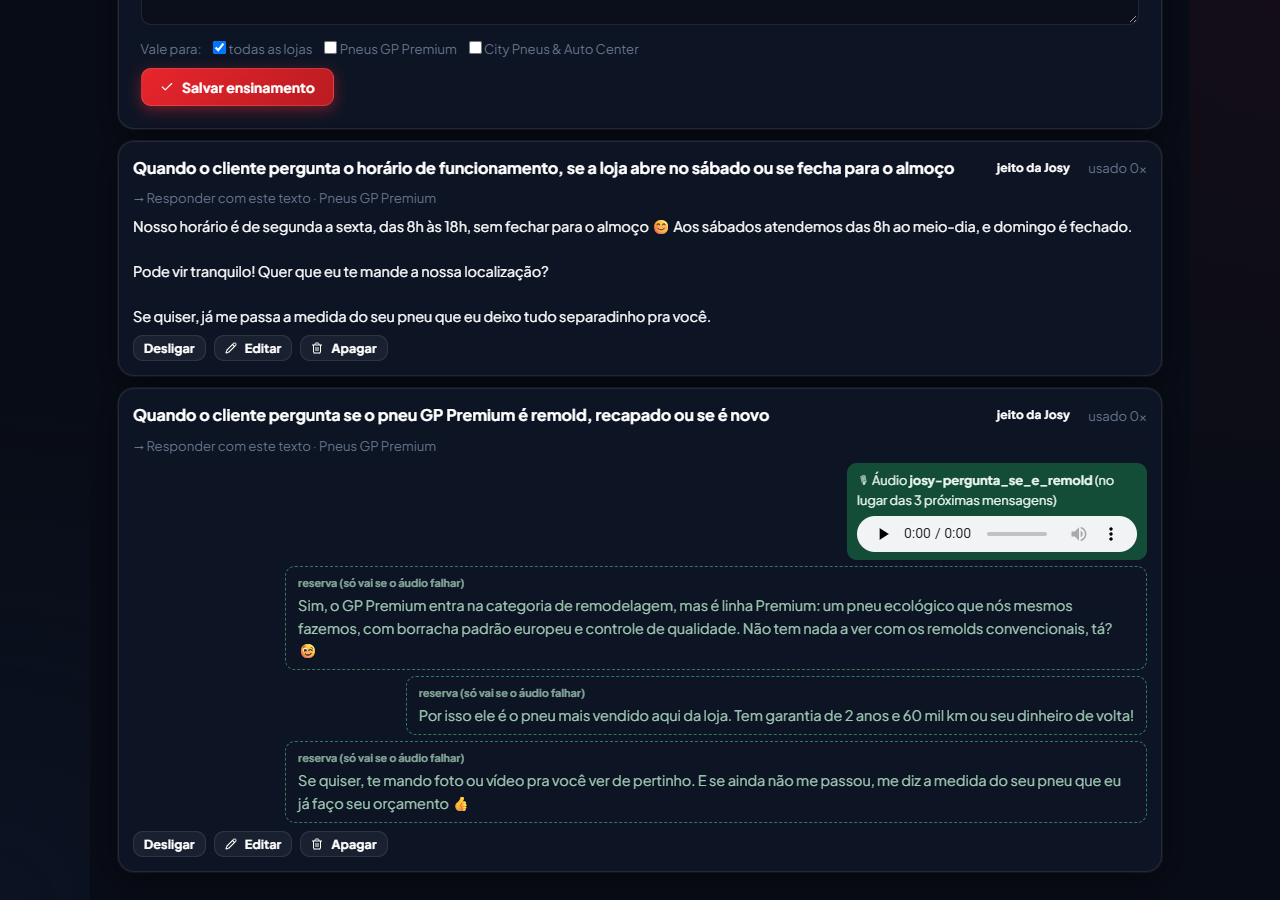 Vale para: todas as lojas Pneus GP Premium City Pneus & Auto Center
Salvar ensinamento
Quando o cliente pergunta o horário de funcionamento, se a loja abre no sábado ou se fecha para o almoço jeito da Josy usado 0×
→ Responder com este texto · Pneus GP Premium
Nosso horário é de segunda a sexta, das 8h às 18h, sem fechar para o almoço 😊 Aos sábados atendemos das 8h ao meio-dia, e domingo é fechado.
Pode vir tranquilo! Quer que eu te mande a nossa localização?
Se quiser, já me passa a medida do seu pneu que eu deixo tudo separadinho pra você.
Desligar Editar Apagar
Quando o cliente pergunta se o pneu GP Premium é remold, recapado ou se é novo jeito da Josy usado 0×
→ Responder com este texto · Pneus GP Premium
🎙 Áudio josy-pergunta_se_e_remold (no
lugar das 3 próximas mensagens)
0:00 / 0:00
reserva (só vai se o áudio falhar)
Sim, o GP Premium entra na categoria de remodelagem, mas é linha Premium: um pneu ecológico que nós mesmos
fazemos, com borracha padrão europeu e controle de qualidade. Não tem nada a ver com os remolds convencionais, tá?
😅
reserva (só vai se o áudio falhar)
Por isso ele é o pneu mais vendido aqui da loja. Tem garantia de 2 anos e 60 mil km ou seu dinheiro de volta!
reserva (só vai se o áudio falhar)
Se quiser, te mando foto ou vídeo pra você ver de pertinho. E se ainda não me passou, me diz a medida do seu pneu que eu
já faço seu orçamento 👍
Desligar Editar Apagar